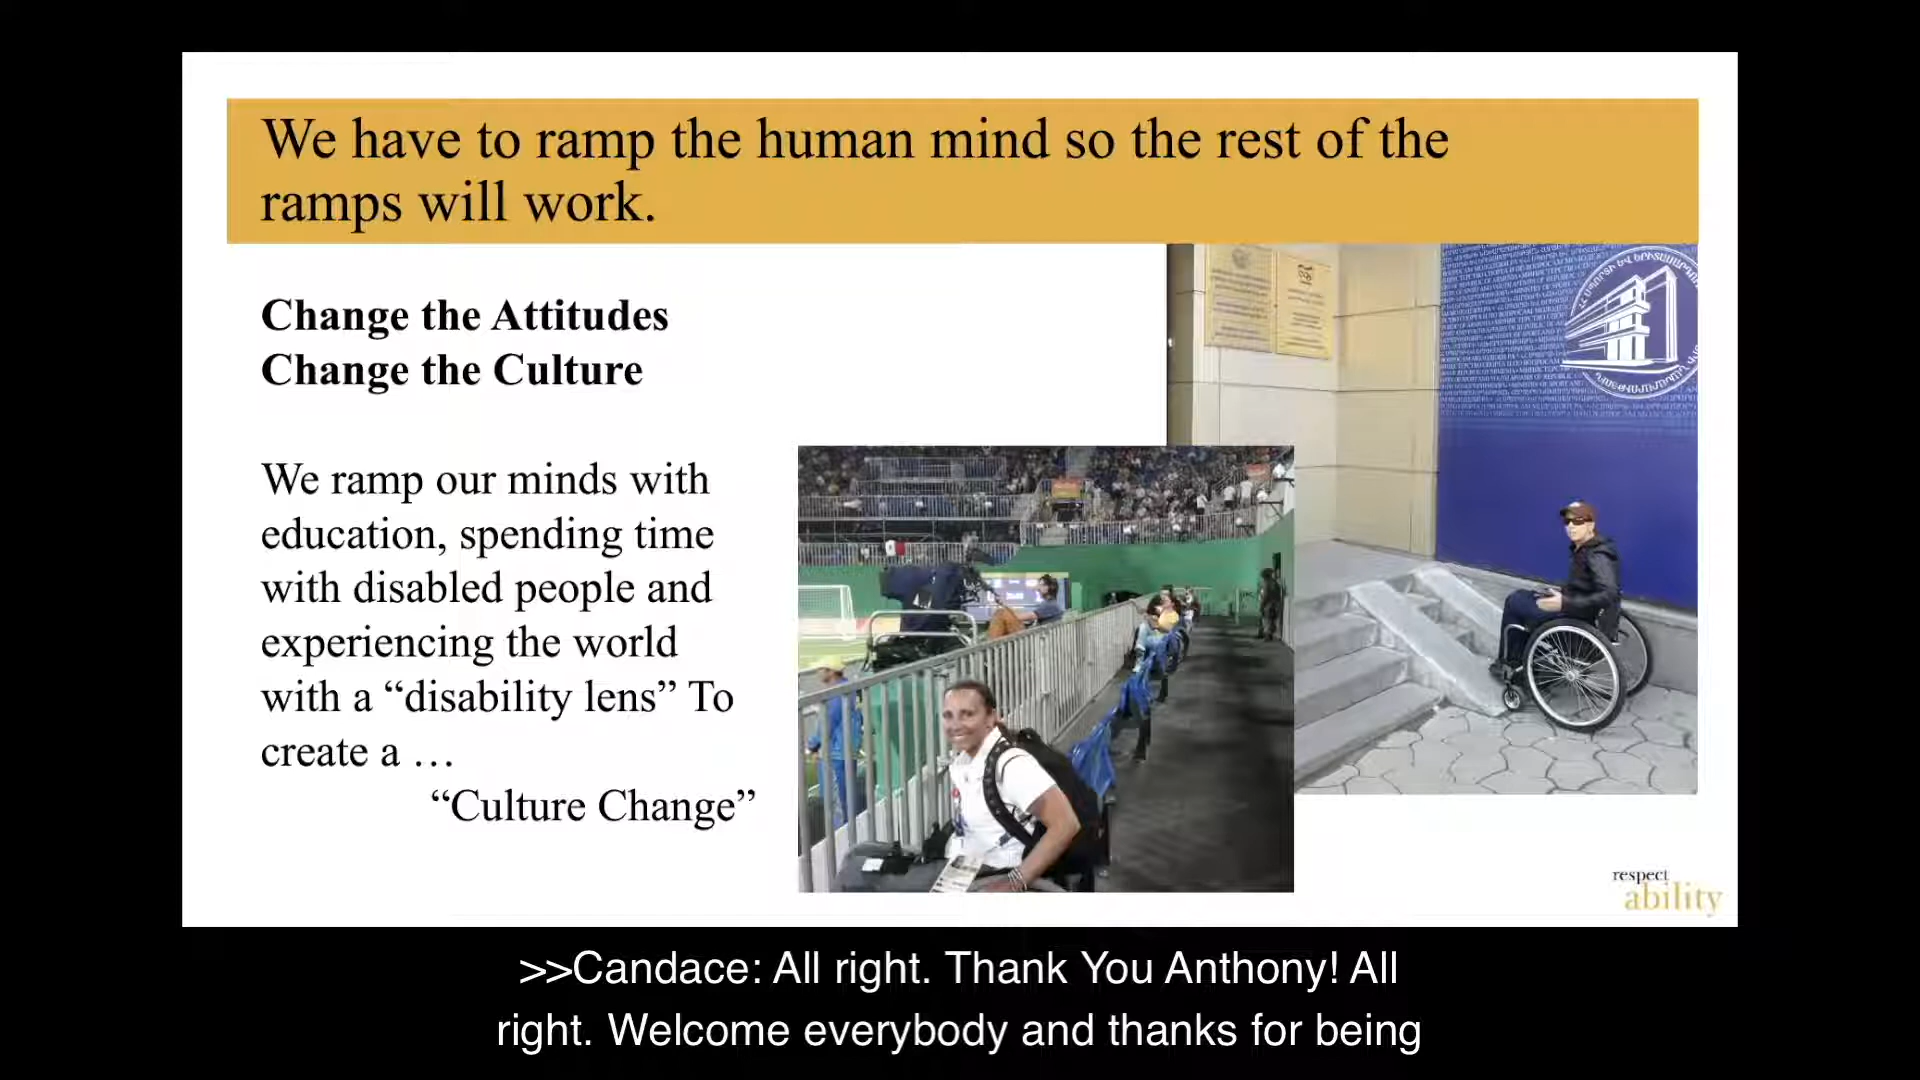 We have to ramp the human mind so the rest of the
ramps will work.
Change the Attitudes
Change the Culture
We ramp our minds with
education, spending time
with disabled people and
experiencing the world
with a “disability lens” To
create a …
“Culture Change”
respect
ability
>>Candace: All right. Thank You Anthony! All
right. Welcome everybody and thanks for being